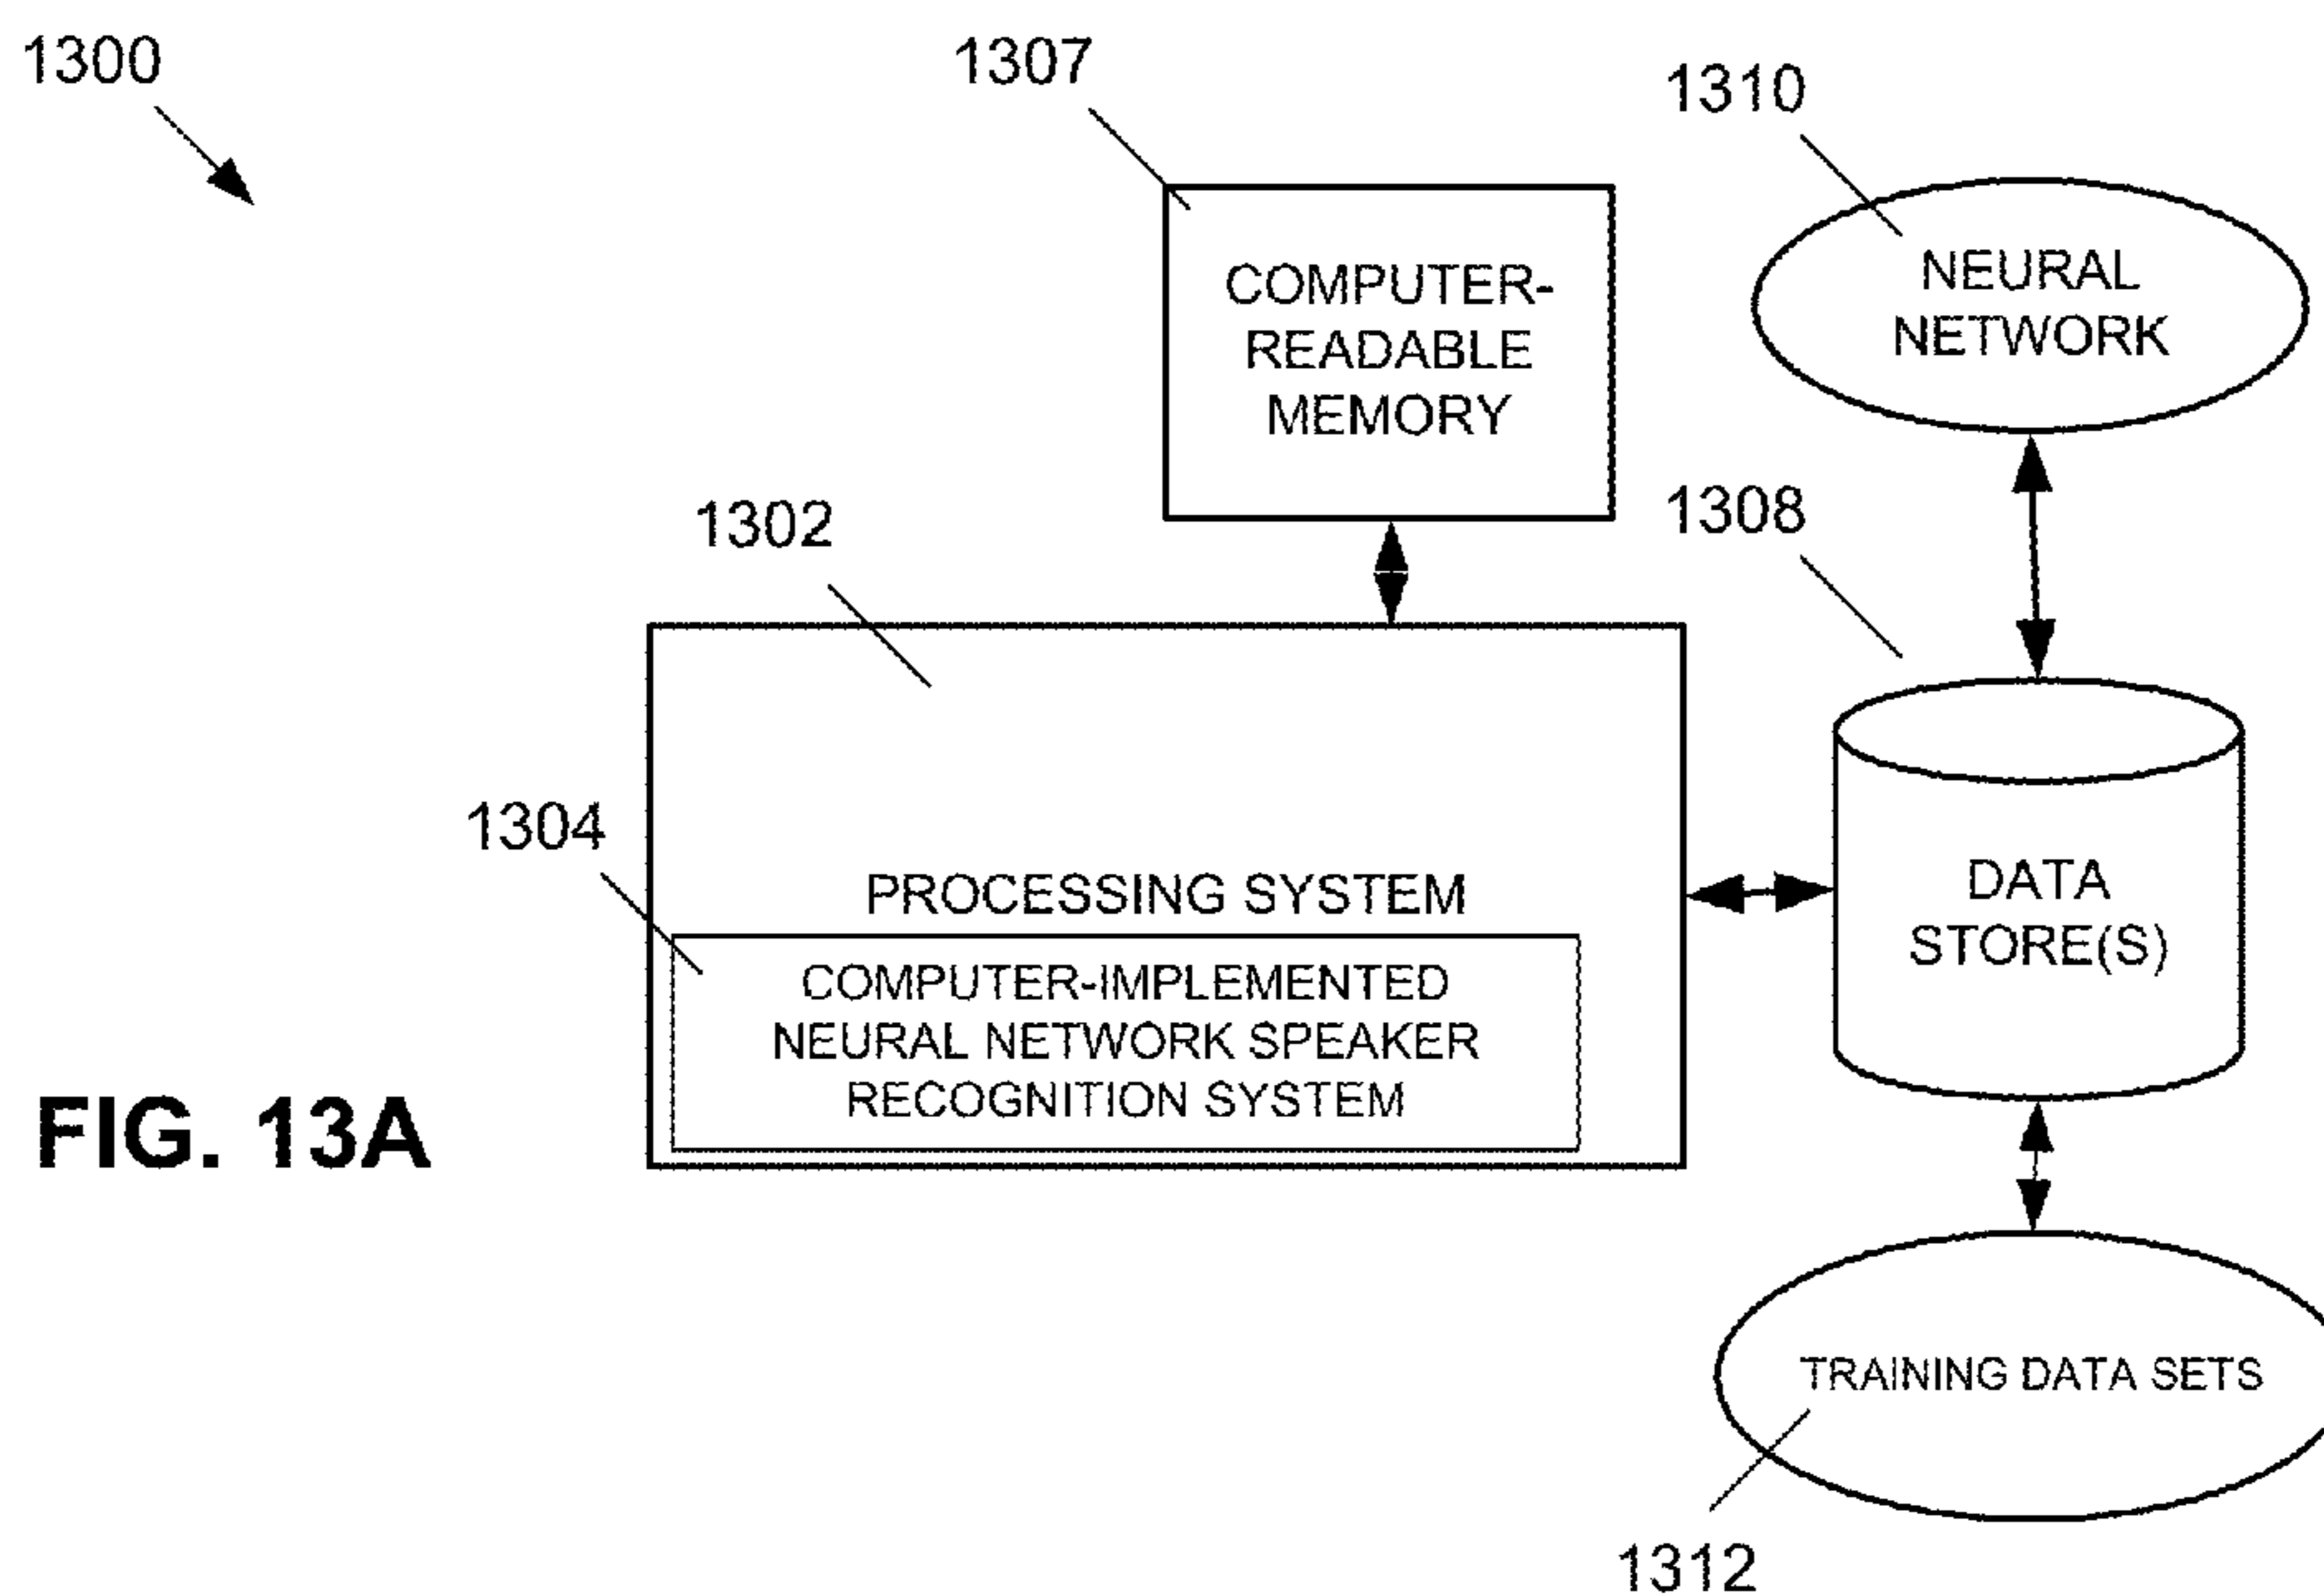 1300
1307
1310
COMPUTER-
READABLE
MEMORY
NEURAL
NETWORK
1302
1308
1304
PROCESSING SYSTEM
DATA
STORE(S)
COMPUTER-IMPLEMENTED
NEURAL NETWORK SPEAKER
RECOGNITION SYSTEM
FIG. 13A
TRAINING DATA SETS
1312